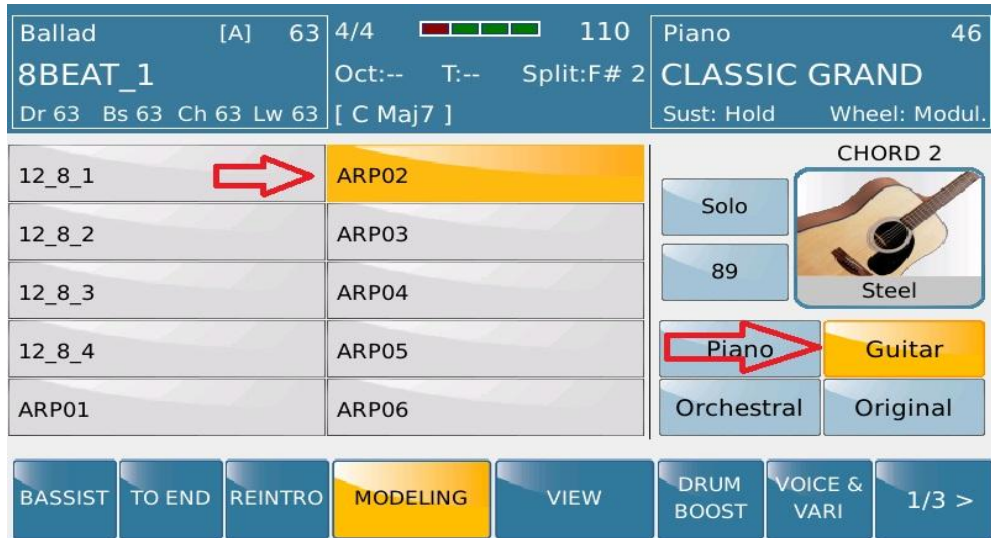 Ballad [A] 63
8BEAT_1
Dr 63 Bs 63 Ch 63 Lw 63
4/4 110
Oct:-- T:-- Split:F# 2
[ C Maj7 ]
Piano 46
CLASSIC GRAND
Sust: Hold Wheel: Modul.
12_8_1
12_8_2
12_8_3
12_8_4
ARP01
ARP02
ARP03
ARP04
ARP05
ARP06
CHORD 2
Solo
89
Steel
Piano
Guitar
Orchestral
Original
BASSIST
TO END
REINTRO
MODELING
VIEW
DRUM
BOOST
VOICE &
VARI
1/3 >